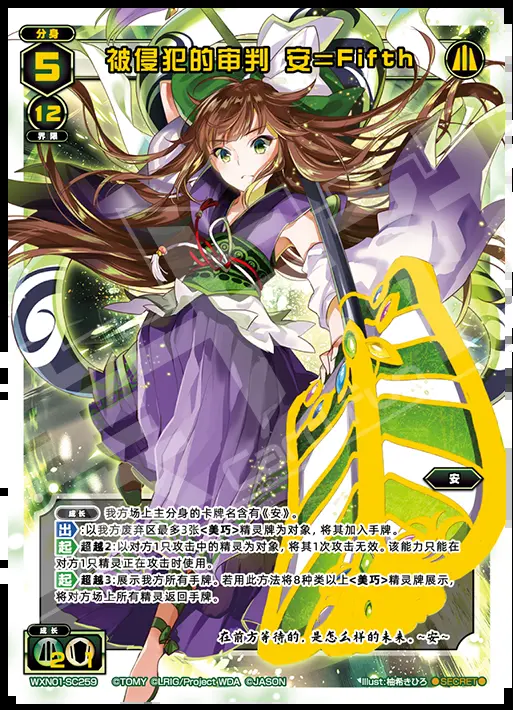 分身
5
被侵犯的审判 安=Fifth
12
界限
安
成长 我方场上主分身的卡牌名含有《安》。
出:以我方废弃区最多3张<美巧>精灵牌为对象,将其加入手牌。
起 超越2:以对方1只攻击中的精灵为对象,将其1次攻击无效。该能力只能在
对方1只精灵正在攻击时使用。
起 超越3:展示我方所有手牌。若用此方法将8种类以上<美巧>精灵牌展示,
将对方场上所有精灵返回手牌。
在前方等待的,是怎么样的未来。~安~
成长
2 1
WXN01-SC259 ©TOMY ©LRIG/Project WDA ©JASON Illust:柚希きひろ SECRET